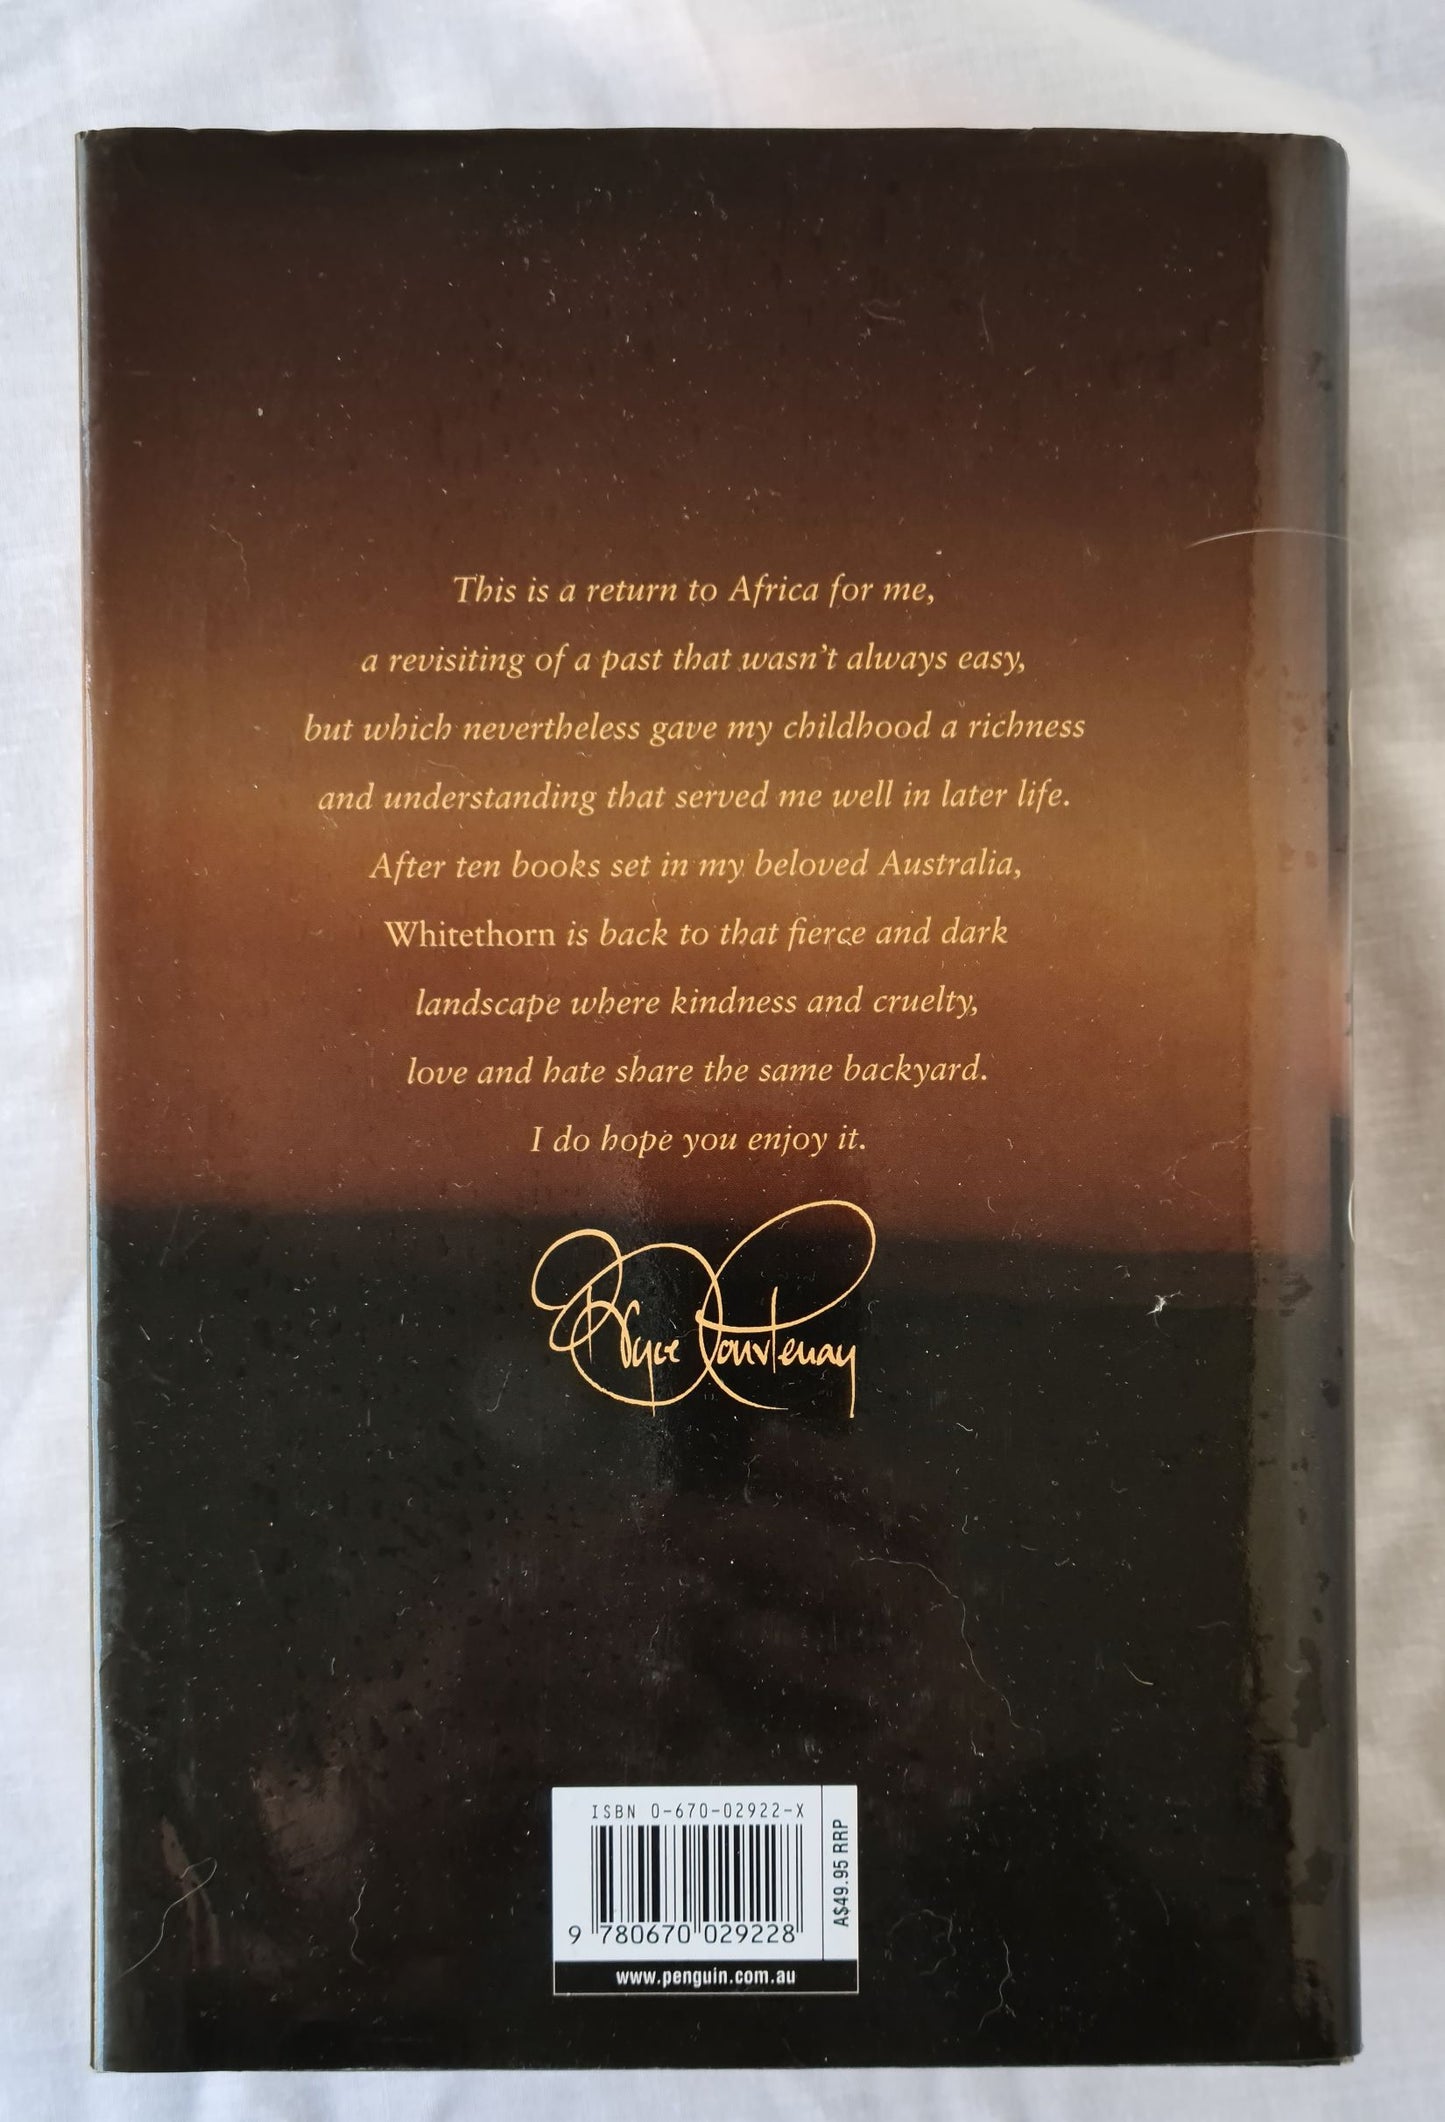 This is a return to Africa for me,
a revisiting of a past that wasn't always easy,
but which nevertheless gave my childhood a richness
and understanding that served me well in later life.
After ten books set in my beloved Australia,
Whitethorn is back to that fierce and dark
landscape where kindness and cruelty,
love and hate share the same backyard.
I do hope you enjoy it.
Bryce Courtenay
ISBN 0-670-02922-X
9 780670 029228
A$49.95 RRP
www.penguin.com.au